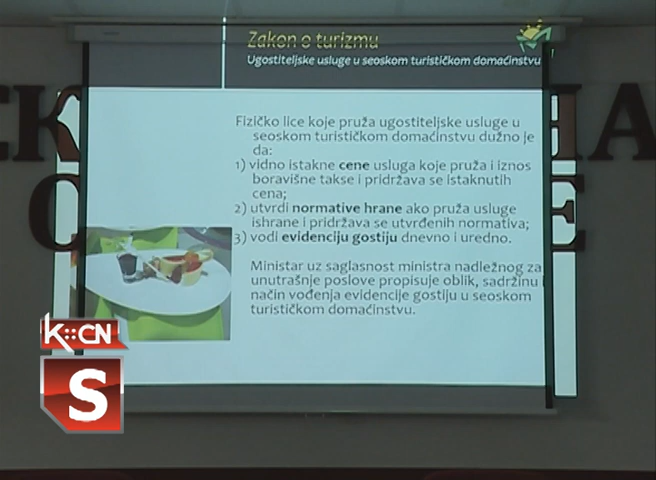 Zakon o turizmu
Ugostiteljske usluge u seoskom turističkom domaćinstvu
Fizičko lice koje pruža ugostiteljske usluge u
seoskom turističkom domaćinstvu dužno je
da:
1) vidno istakne cene usluga koje pruža i iznos
boravišne takse i pridržava se istaknutih
cena;
2) utvrdi normative hrane ako pruža usluge
ishrane i pridržava se utvrđenih normativa;
3) vodi evidenciju gostiju dnevno i uredno.
Ministar uz saglasnost ministra nadležnog za
unutrašnje poslove propisuje oblik, sadržinu i
način vođenja evidencije gostiju u seoskom
turističkom domaćinstvu.
K::CN
S